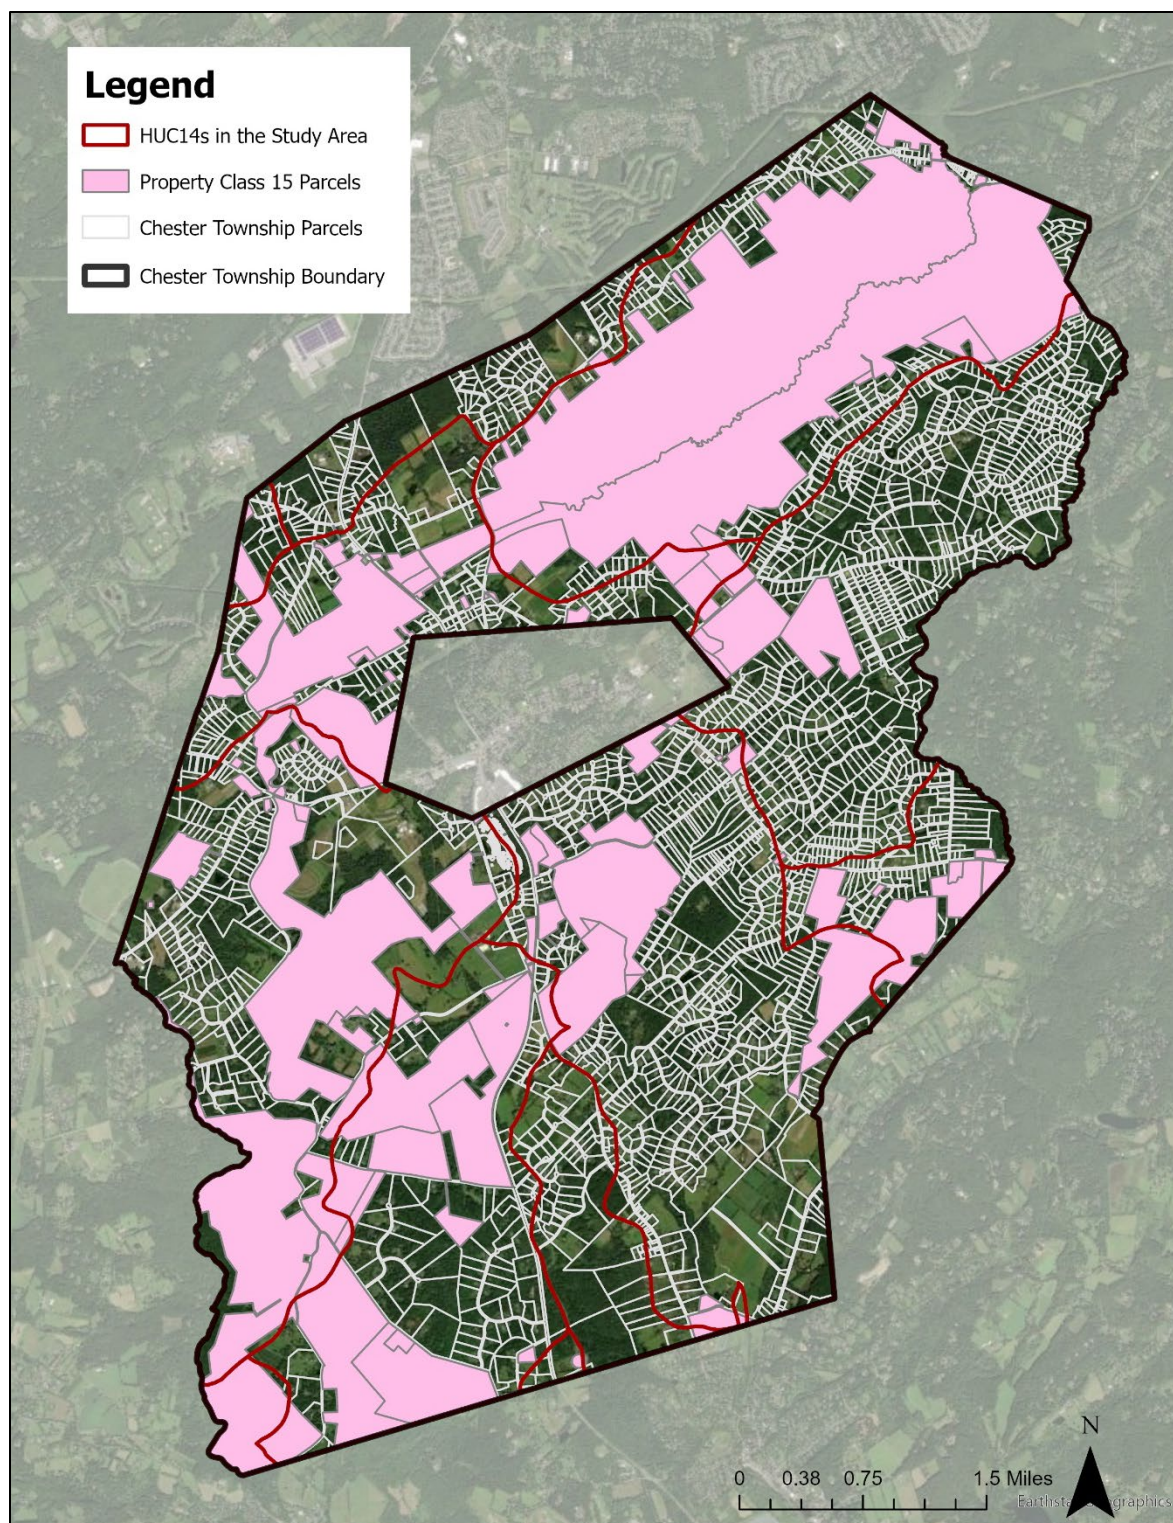 Legend
HUC14s in the Study Area
Property Class 15 Parcels
Chester Township Parcels
Chester Township Boundary
N
0 0.38 0.75 1.5 Miles